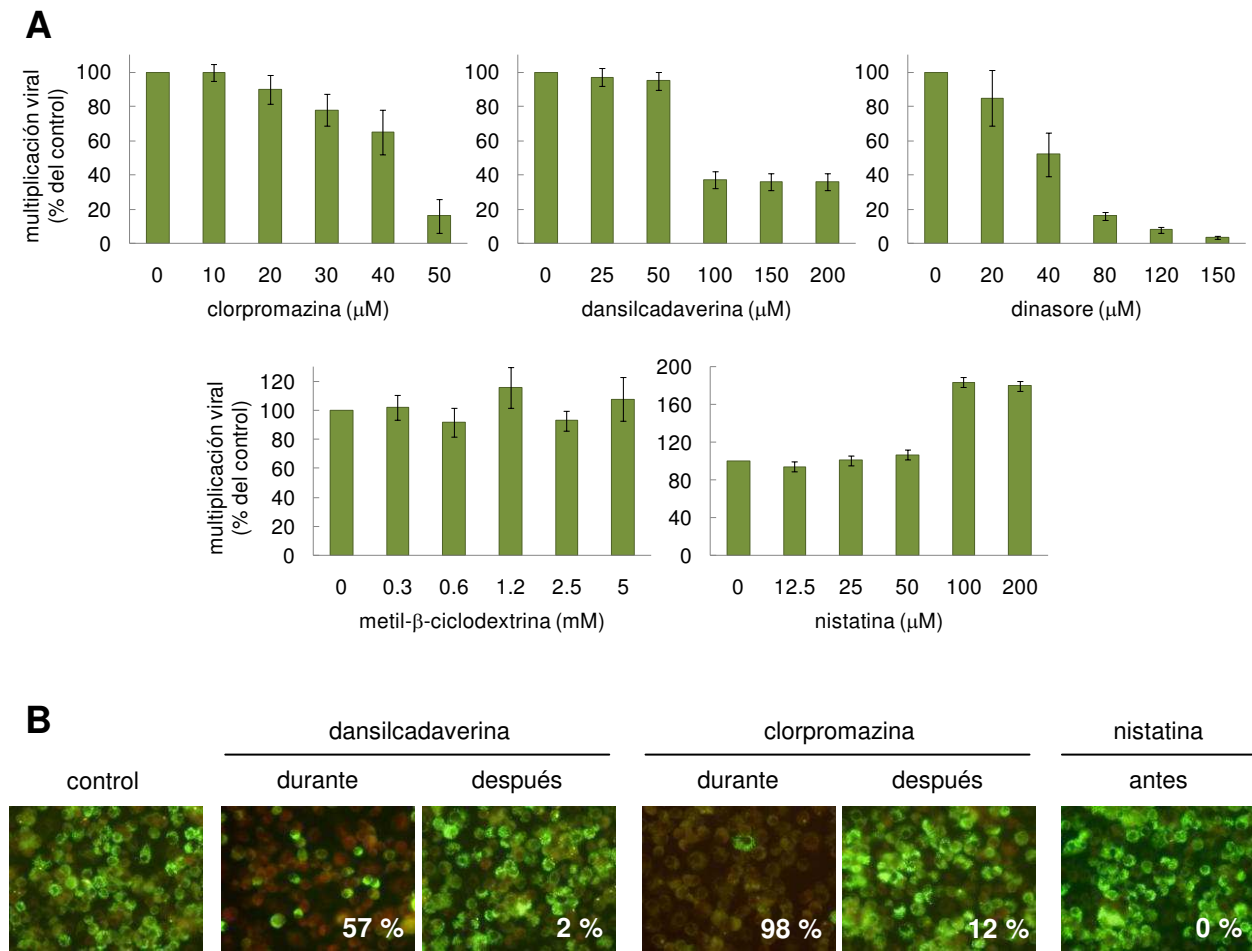 A
multiplicación viral
(% del control)
100
80
60
40
20
0
0 10 20 30 40 50
clorpromazina (μM)
100
80
60
40
20
0
0 25 50 100 150 200
dansilcadaverina (μM)
100
80
60
40
20
0
0 20 40 80 120 150
dinasore (μM)
multiplicación viral
(% del control)
120
100
80
60
40
20
0
0 0.3 0.6 1.2 2.5 5
metil-β-ciclodextrina (mM)
200
160
120
80
40
0
0 12.5 25 50 100 200
nistatina (μM)
B
dansilcadaverina clorpromazina nistatina
control durante después durante después antes
57 % 2 % 98 % 12 % 0 %